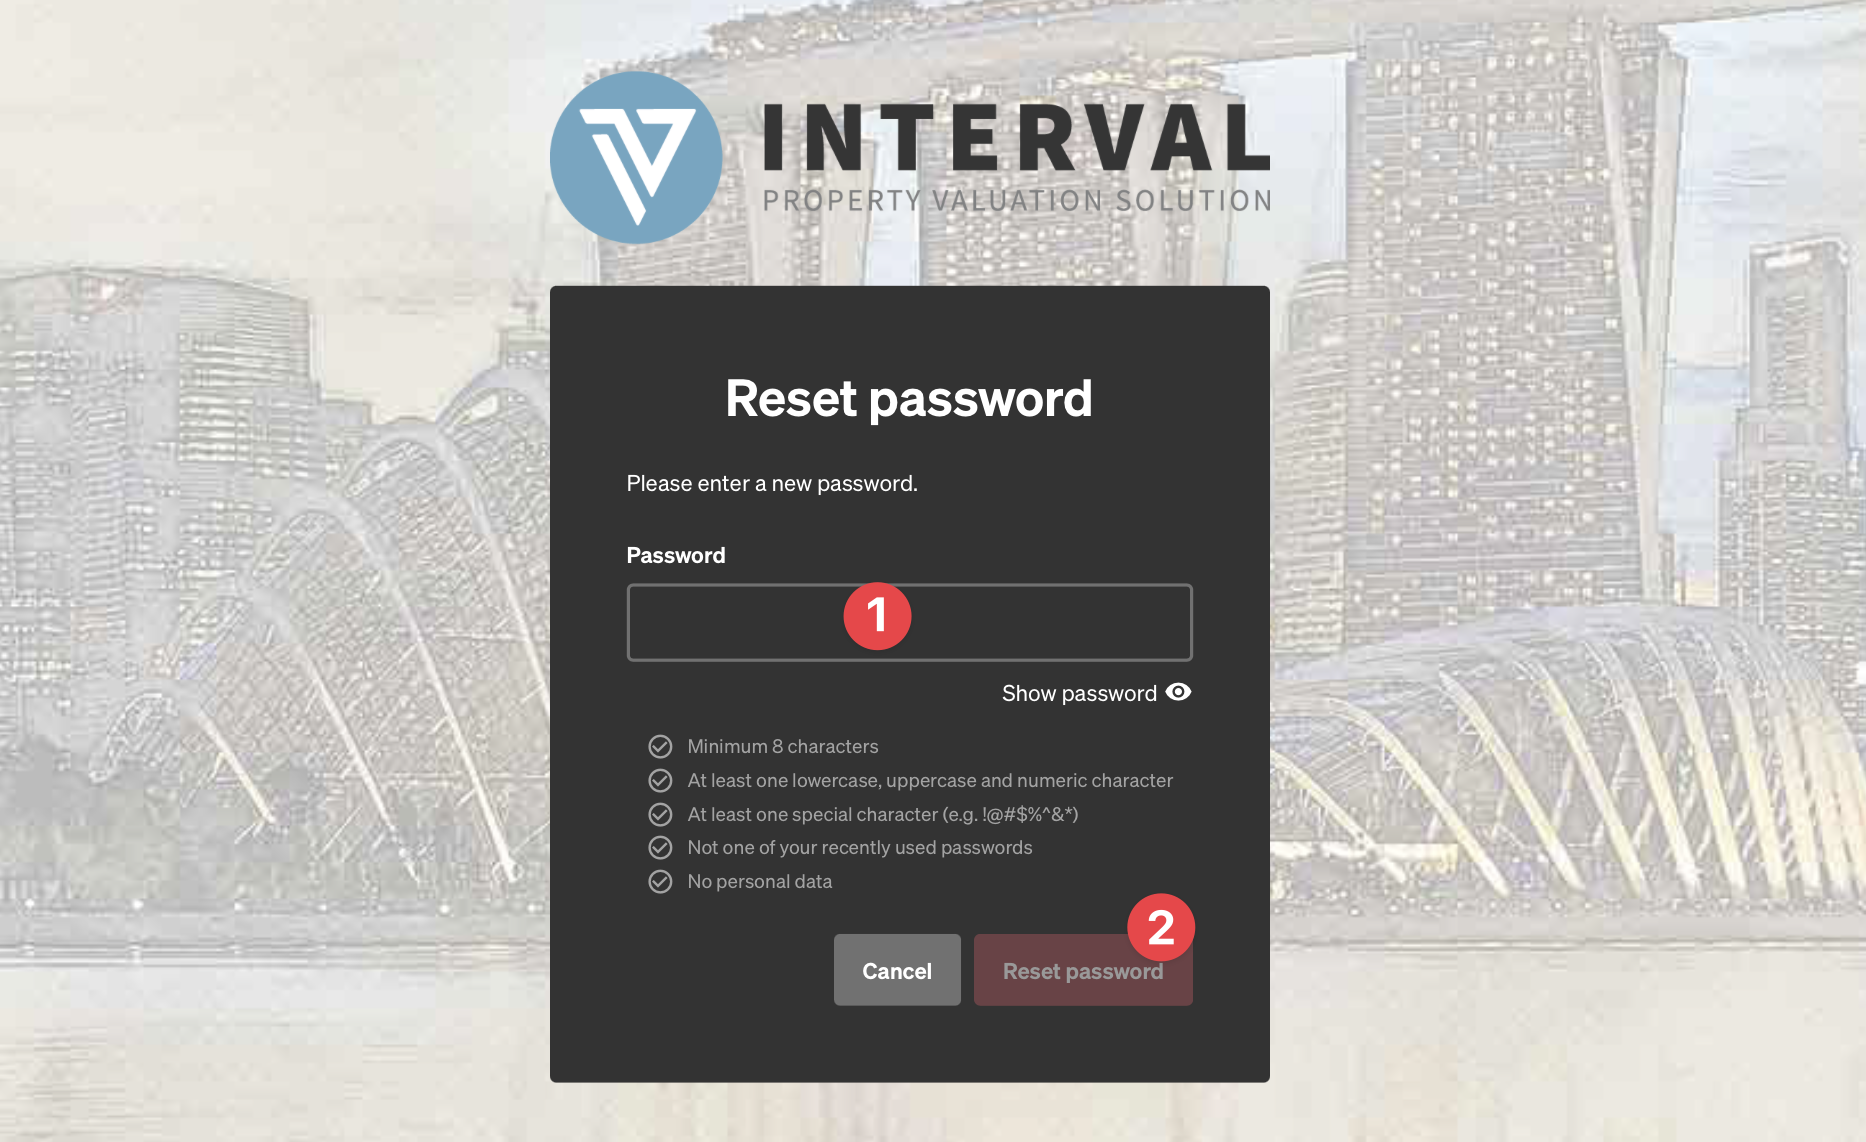 INTERVAL
PROPERTY VALUATION SOLUTION
Reset password
Please enter a new password.
Password
1
Show password
Minimum 8 characters
At least one lowercase, uppercase and numeric character
At least one special character (e.g. !@#$%^&*)
Not one of your recently used passwords
No personal data
2
Cancel
Reset password